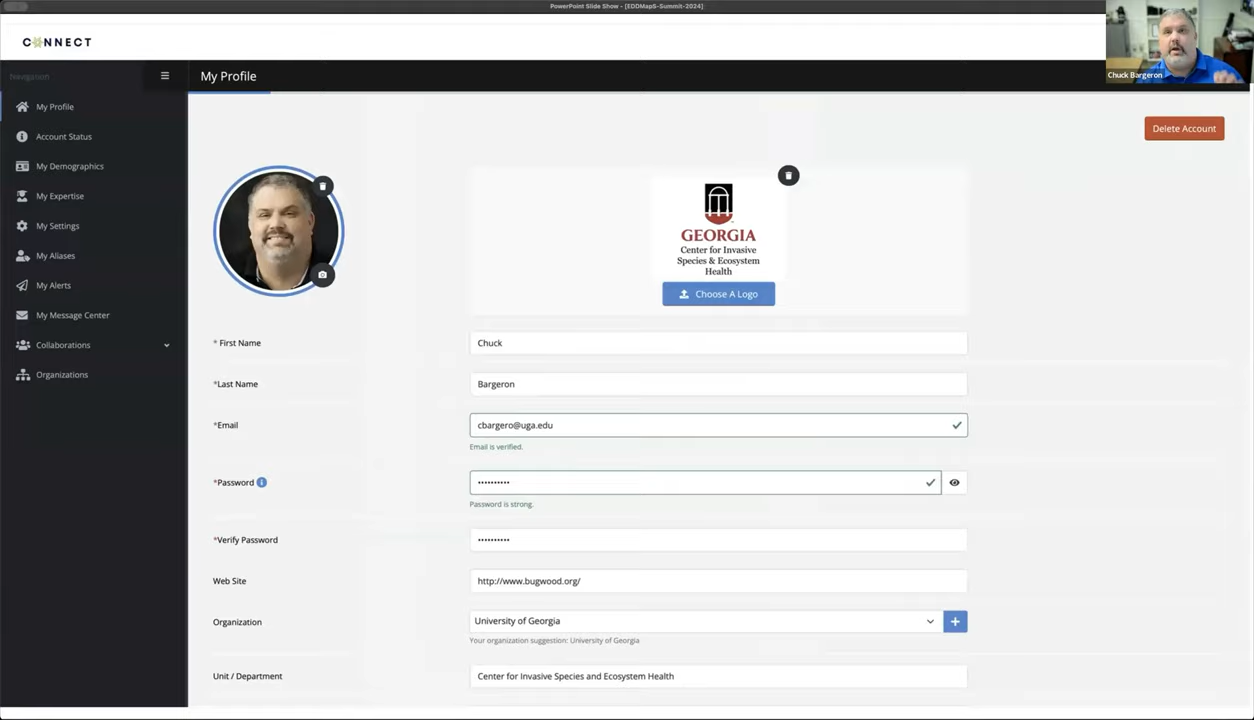 PowerPoint Slide Show - [EDDMapS-Summit-2024]
CONNECT
Chuck Bargeron
Navigation
My Profile
My Profile
Account Status
Delete Account
My Demographics
My Expertise
My Settings
My Aliases
My Alerts
My Message Center
Collaborations
Organizations
GEORGIA
Center for Invasive
Species & Ecosystem
Health
Choose A Logo
* First Name
Chuck
*Last Name
Bargeron
*Email
cbargero@uga.edu
Email is verified.
*Password
••••••••••
Password is strong.
*Verify Password
••••••••••
Web Site
http://www.bugwood.org/
Organization
University of Georgia
Your organization suggestion: University of Georgia
Unit / Department
Center for Invasive Species and Ecosystem Health